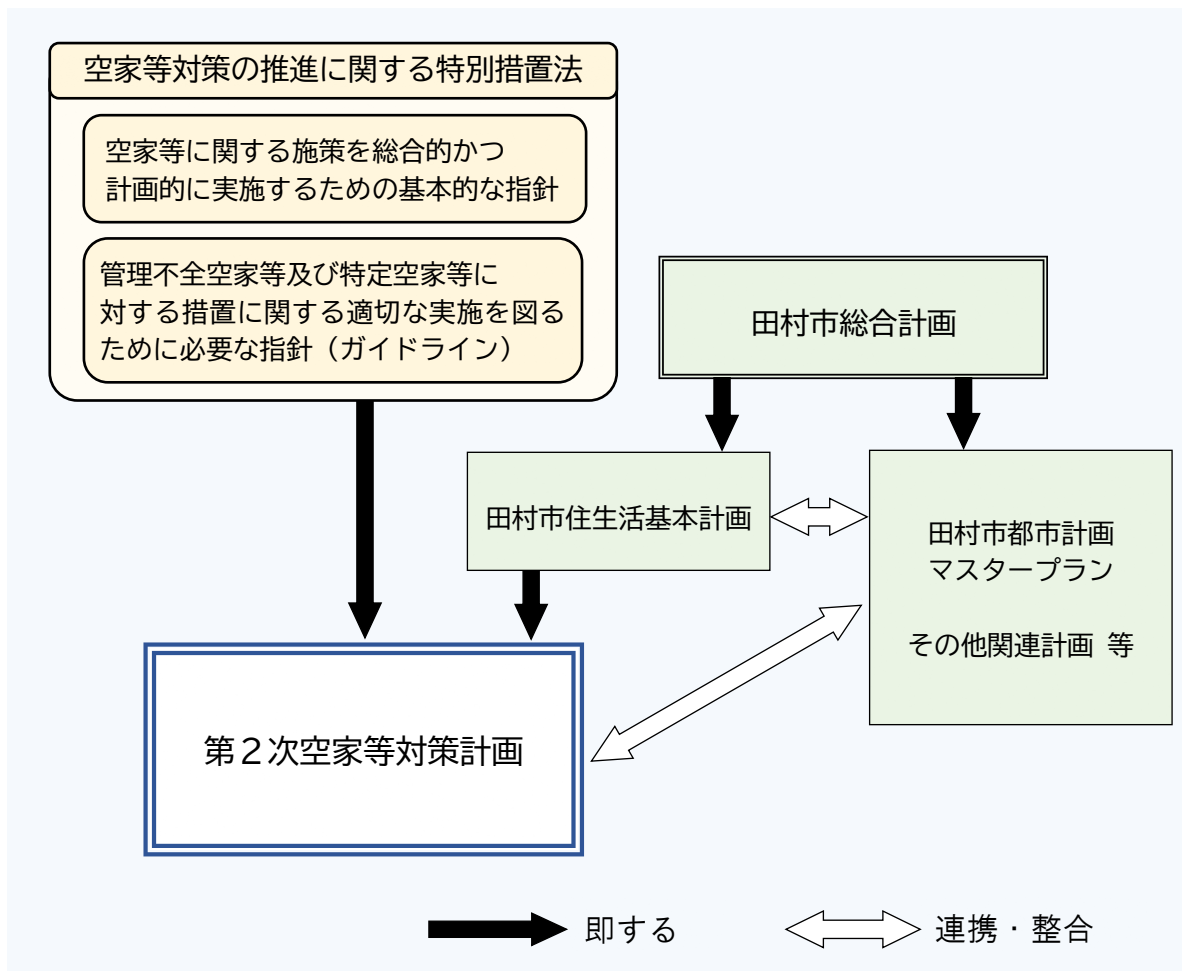 空家等対策の推進に関する特別措置法
空家等に関する施策を総合的かつ
計画的に実施するための基本的な指針
管理不全空家等及び特定空家等に
対する措置に関する適切な実施を図る
ために必要な指針（ガイドライン）
田村市総合計画
田村市住生活基本計画
田村市都市計画
マスタープラン
その他関連計画 等
第２次空家等対策計画
即する
連携・整合